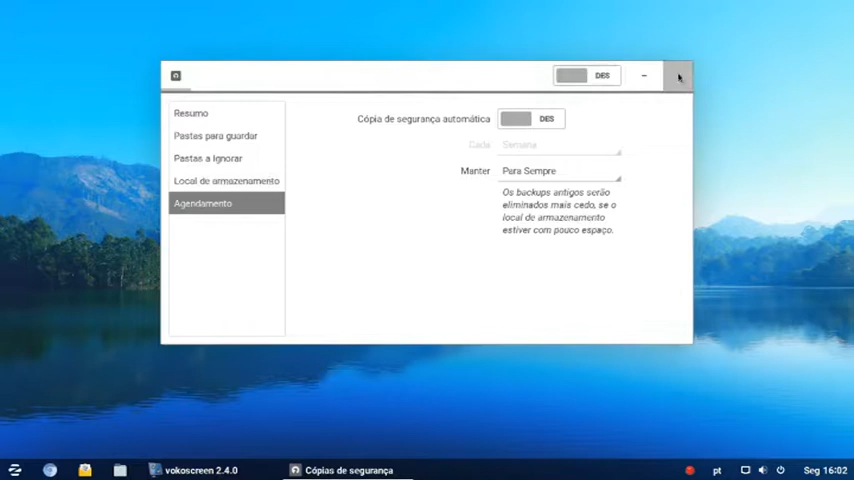 DES
Resumo
Pastas para guardar
Pastas a Ignorar
Local de armazenamento
Agendamento
Cópia de segurança automática
DES
Cada
Semana
Manter
Para Sempre
Os backups antigos serão
eliminados mais cedo, se o
local de armazenamento
estiver com pouco espaço.
vokoscreen 2.4.0
Cópias de segurança
pt
Seg 16:02